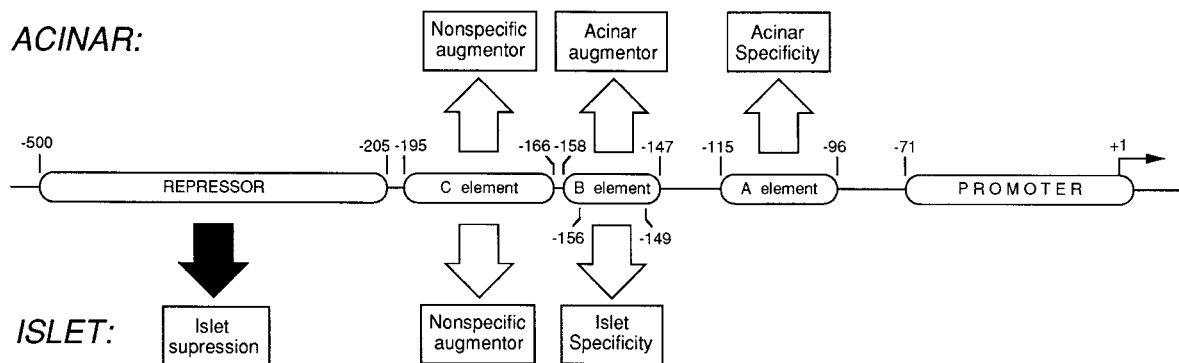 ACINAR:
Nonspecific
augmentor
Acinar
augmentor
Acinar
Specificity
-500
-205
-195
-166
-158
-147
-115
-96
-71
+1
REPRESSOR
C element
B element
A element
PROMOTER
-156
-149
ISLET:
Islet
supression
Nonspecific
augmentor
Islet
Specificity